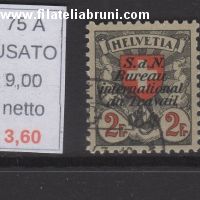 www.filateliabruni.com
75 A
USATO
9,00
netto
3,60
HELVETIA
S.d.N.
Bureau
international
du Travail
2Fr. 2Fr.